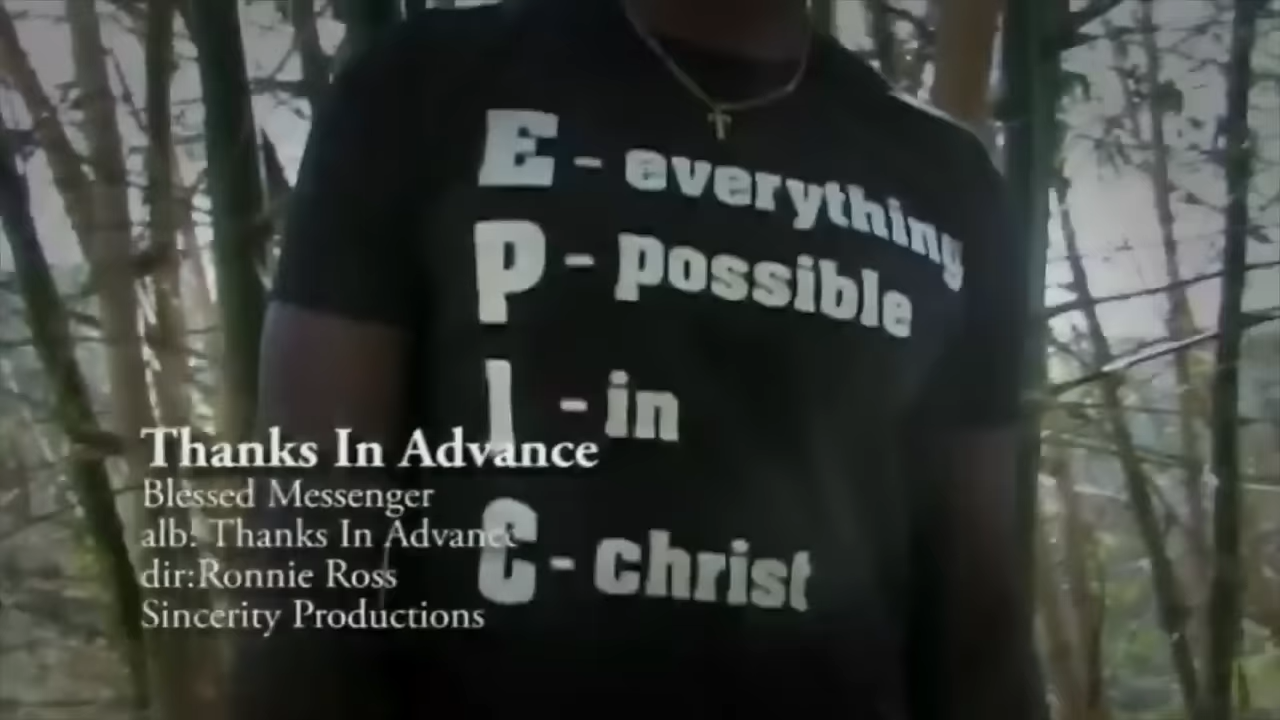 E - everything
P - possible
I - in
C - christ
Thanks In Advance
Blessed Messenger
alb: Thanks In Advance
dir:Ronnie Ross
Sincerity Productions